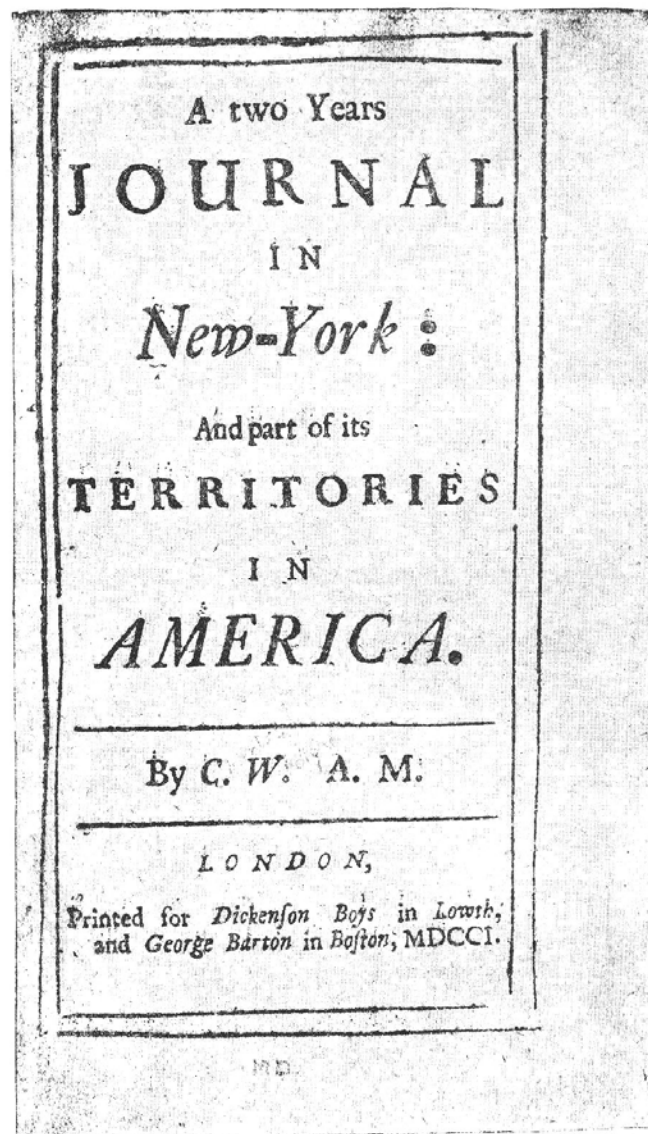 A two Years
JOURNAL
IN
New-York:
And part of its
TERRITORIES
IN
AMERICA.
By C. W. A. M.
LONDON,
Printed for Dickenſon Boys in Lowth,
and George Barton in Boſton, MDCCI.